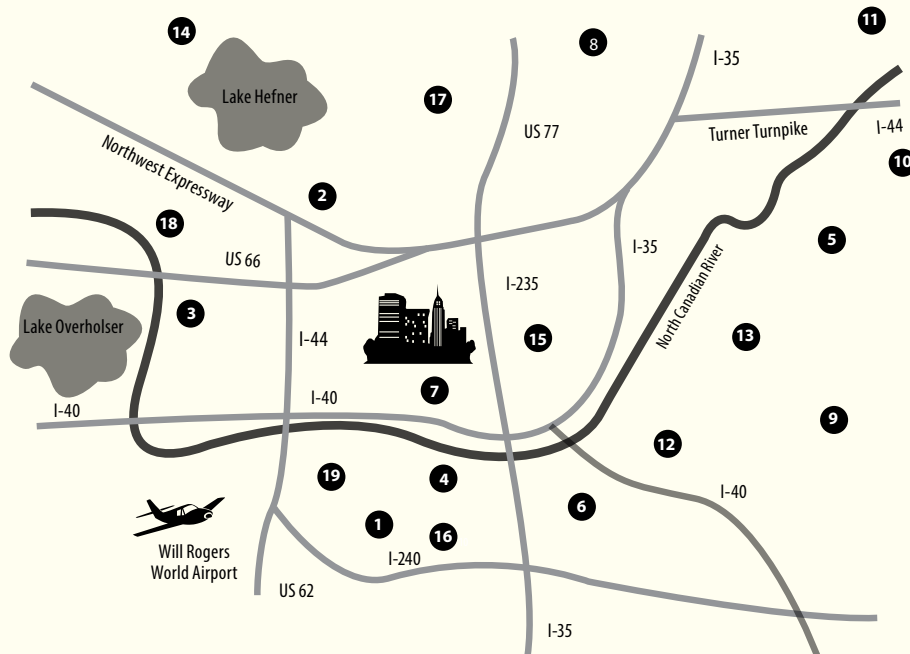 11
14
8
I-35
Lake Hefner
17
US 77
Turner Turnpike
I-44
Northwest Expressway
10
2
18
5
US 66
I-35
North Canadian River
I-235
3
Lake Overholser
I-44
15
13
7
I-40
I-40
9
12
19
4
I-40
6
1
16
Will Rogers
World Airport
I-240
US 62
I-35